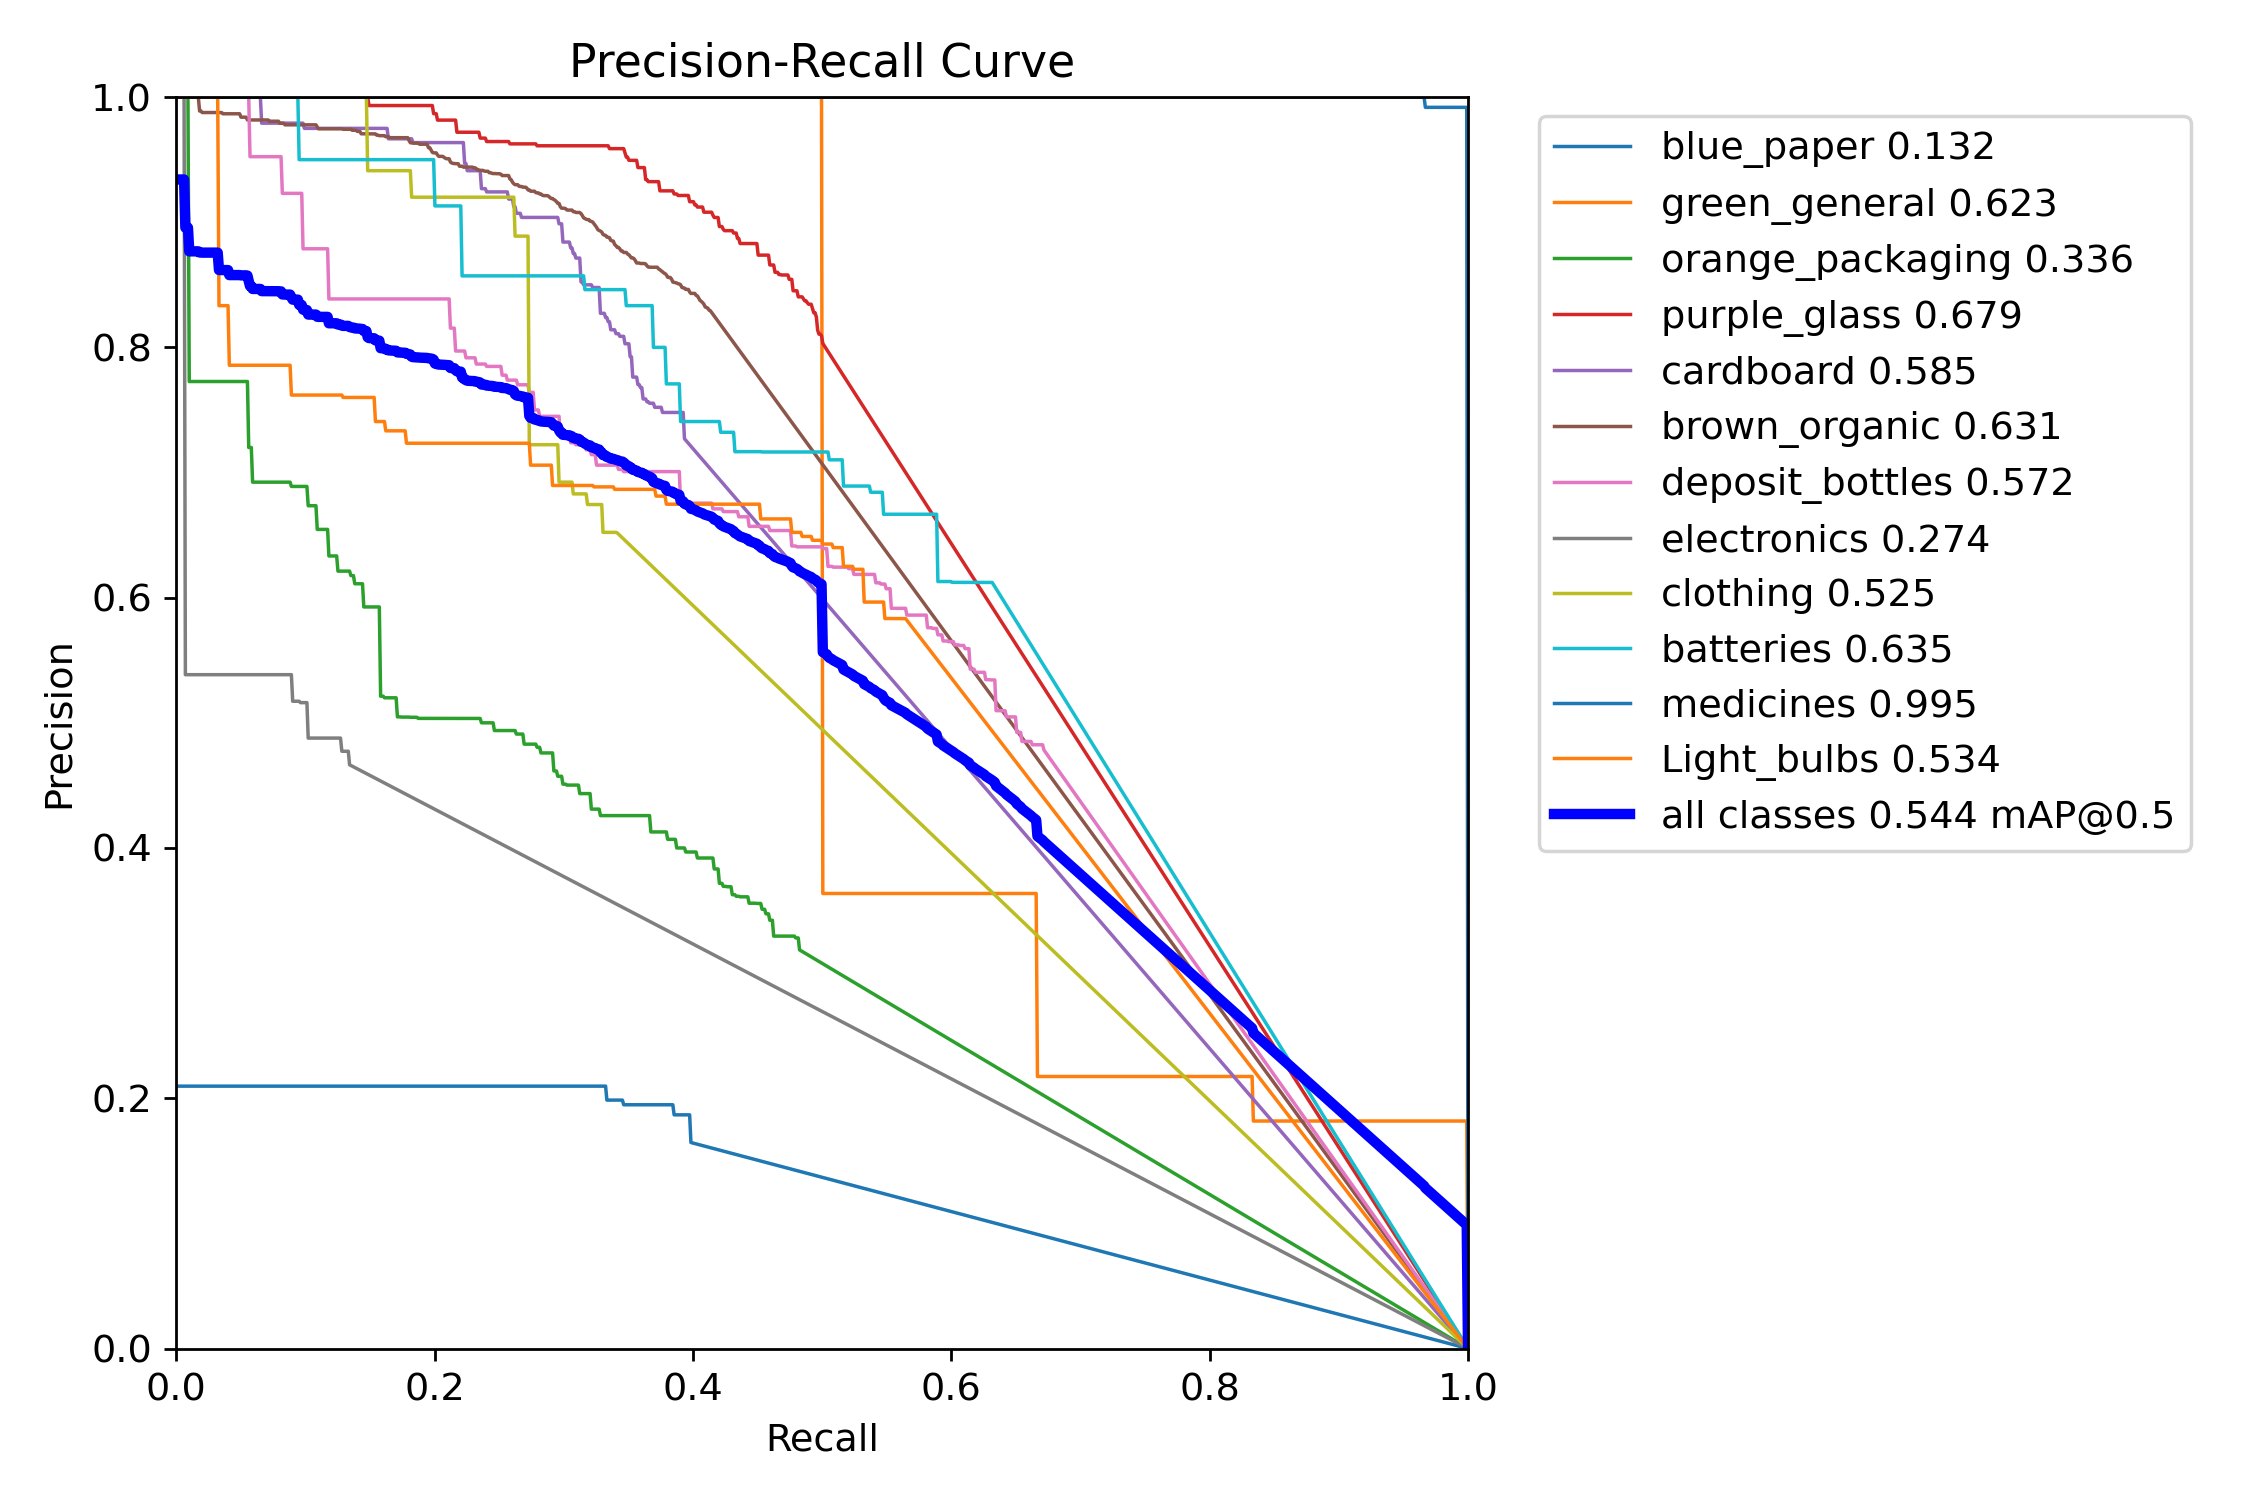 Precision-Recall Curve
1.0
0.8
0.6
0.4
0.2
0.0
Precision
0.0 0.2 0.4 0.6 0.8 1.0
Recall
blue_paper 0.132
green_general 0.623
orange_packaging 0.336
purple_glass 0.679
cardboard 0.585
brown_organic 0.631
deposit_bottles 0.572
electronics 0.274
clothing 0.525
batteries 0.635
medicines 0.995
Light_bulbs 0.534
all classes 0.544 mAP@0.5